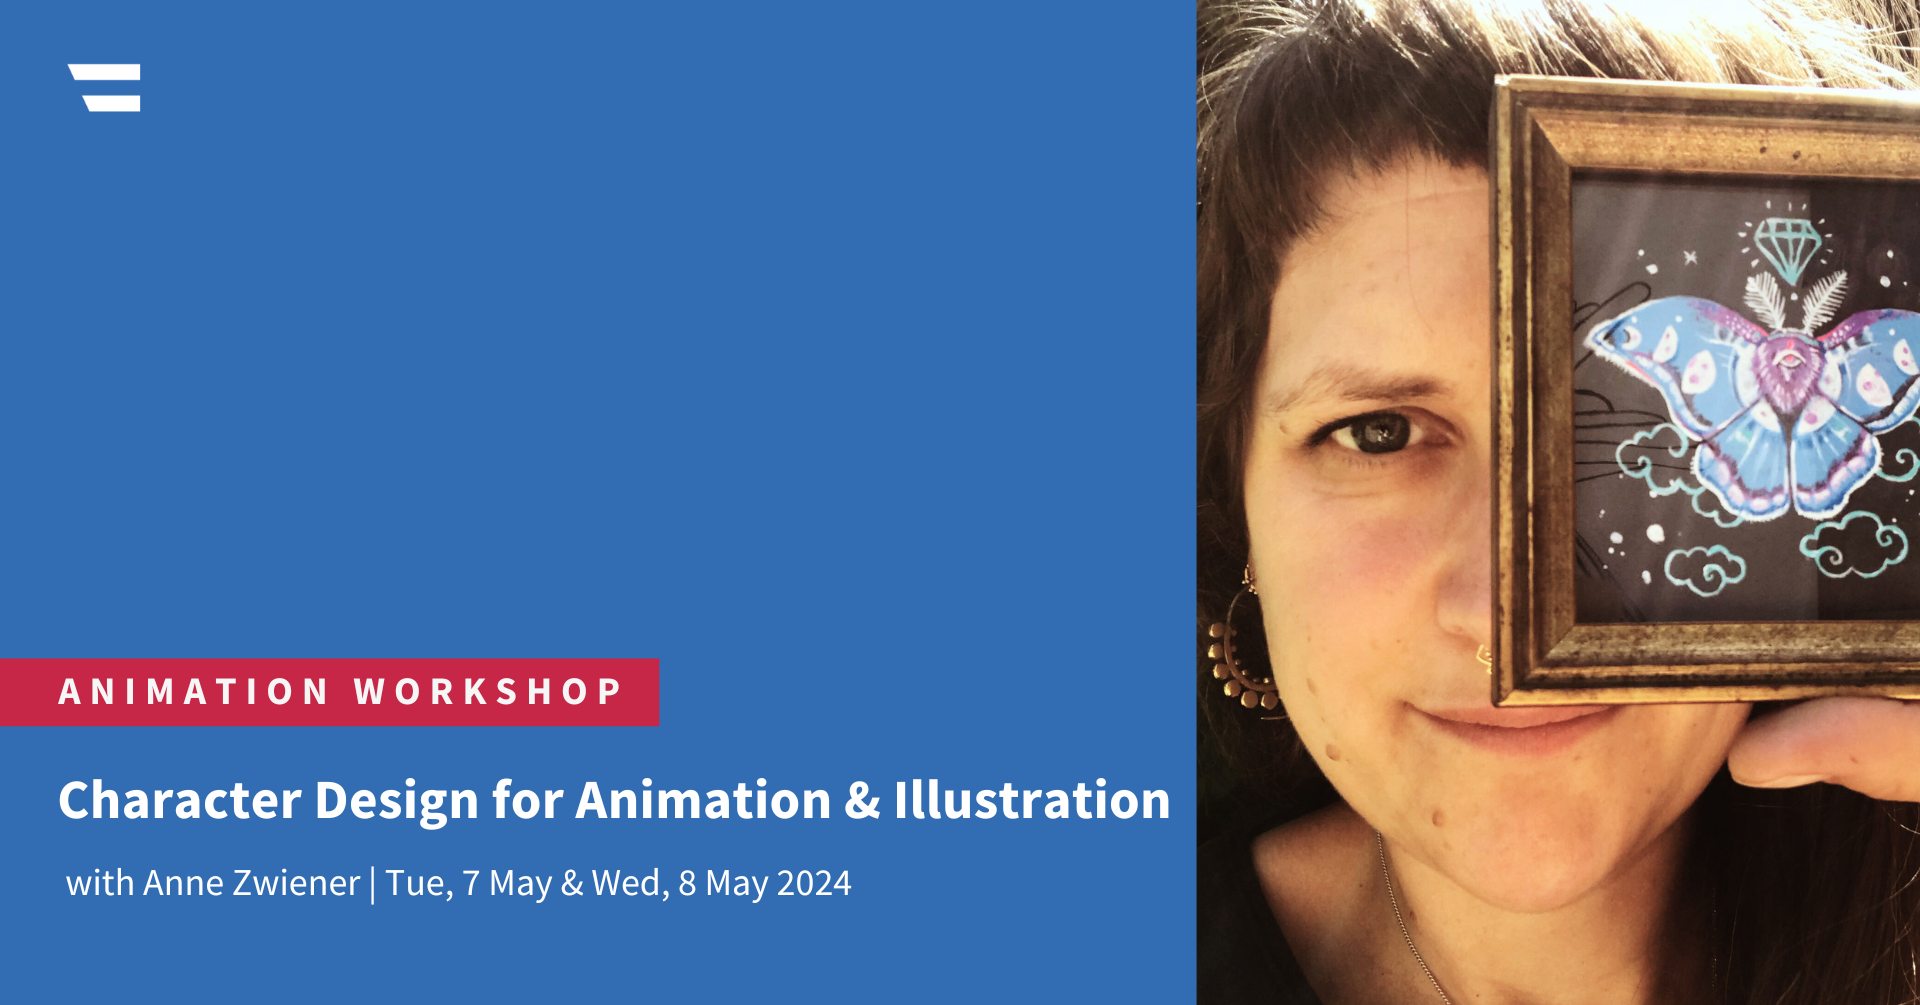 ANIMATION WORKSHOP
Character Design for Animation & Illustration
with Anne Zwiener | Tue, 7 May & Wed, 8 May 2024